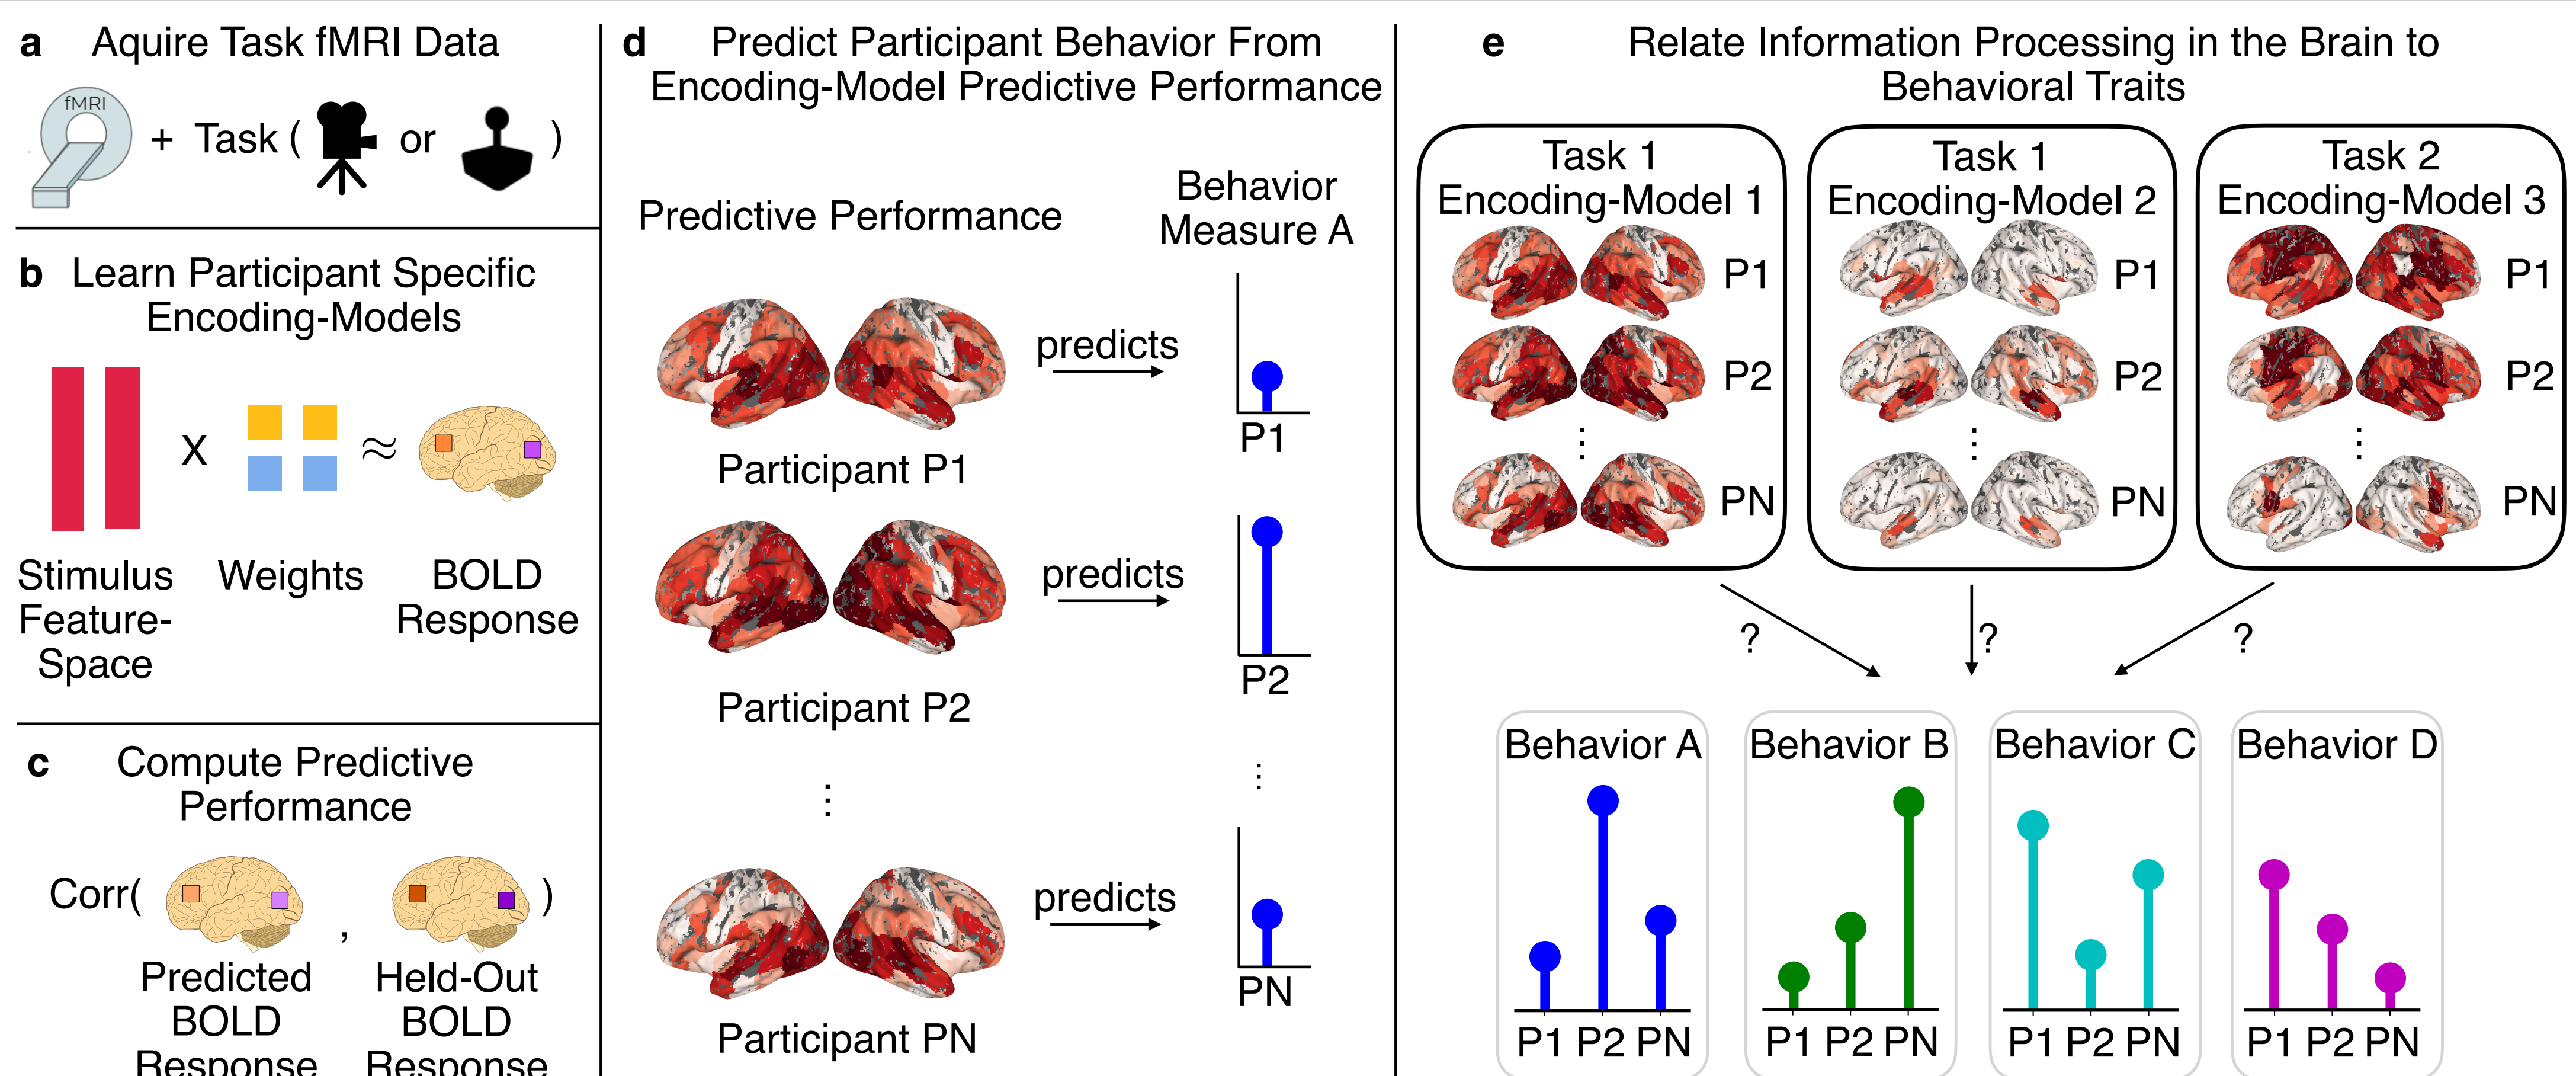 a Aquire Task fMRI Data
fMRI
+ Task ( or )
b Learn Participant Specific
Encoding-Models
X ≈
Stimulus
Feature-
Space
Weights
BOLD
Response
c Compute Predictive
Performance
Corr( , )
Predicted
BOLD
Response
Held-Out
BOLD
Response
d Predict Participant Behavior From
Encoding-Model Predictive Performance
Predictive Performance
Behavior
Measure A
predicts
P1
Participant P1
predicts
P2
Participant P2
⋮
⋮
predicts
PN
Participant PN
e Relate Information Processing in the Brain to
Behavioral Traits
Task 1
Encoding-Model 1
P1
P2
⋮
PN
Task 1
Encoding-Model 2
P1
P2
⋮
PN
Task 2
Encoding-Model 3
P1
P2
⋮
PN
?
?
?
Behavior A
P1 P2 PN
Behavior B
P1 P2 PN
Behavior C
P1 P2 PN
Behavior D
P1 P2 PN